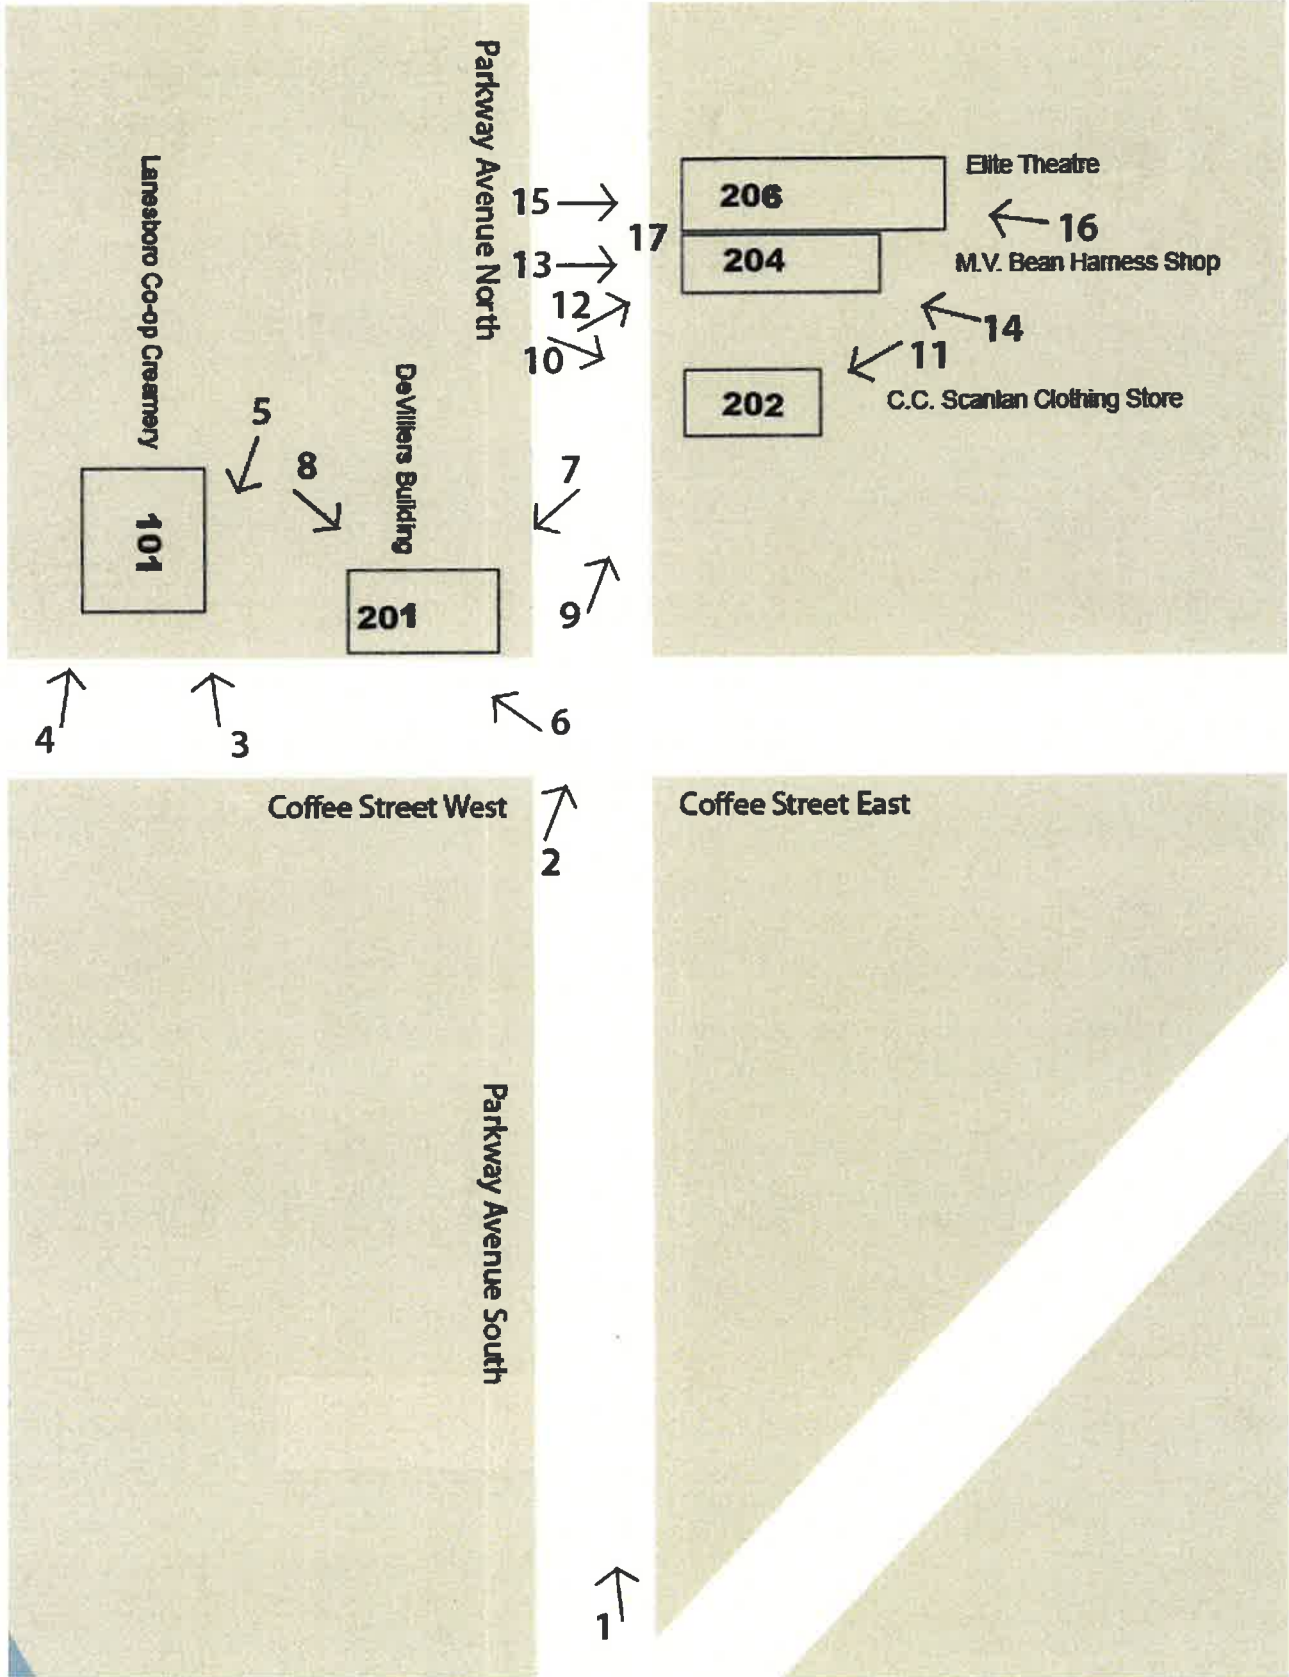 Parkway Avenue North
Lanesboro Co-op Creamery
Elite Theatre
206
15
16
17
204
13
M.V. Bean Harness Shop
12
14
10
11
DeVilliers Building
202
C.C. Scanlan Clothing Store
5
8
7
101
201
9
6
4
3
Coffee Street West
Coffee Street East
2
Parkway Avenue South
1